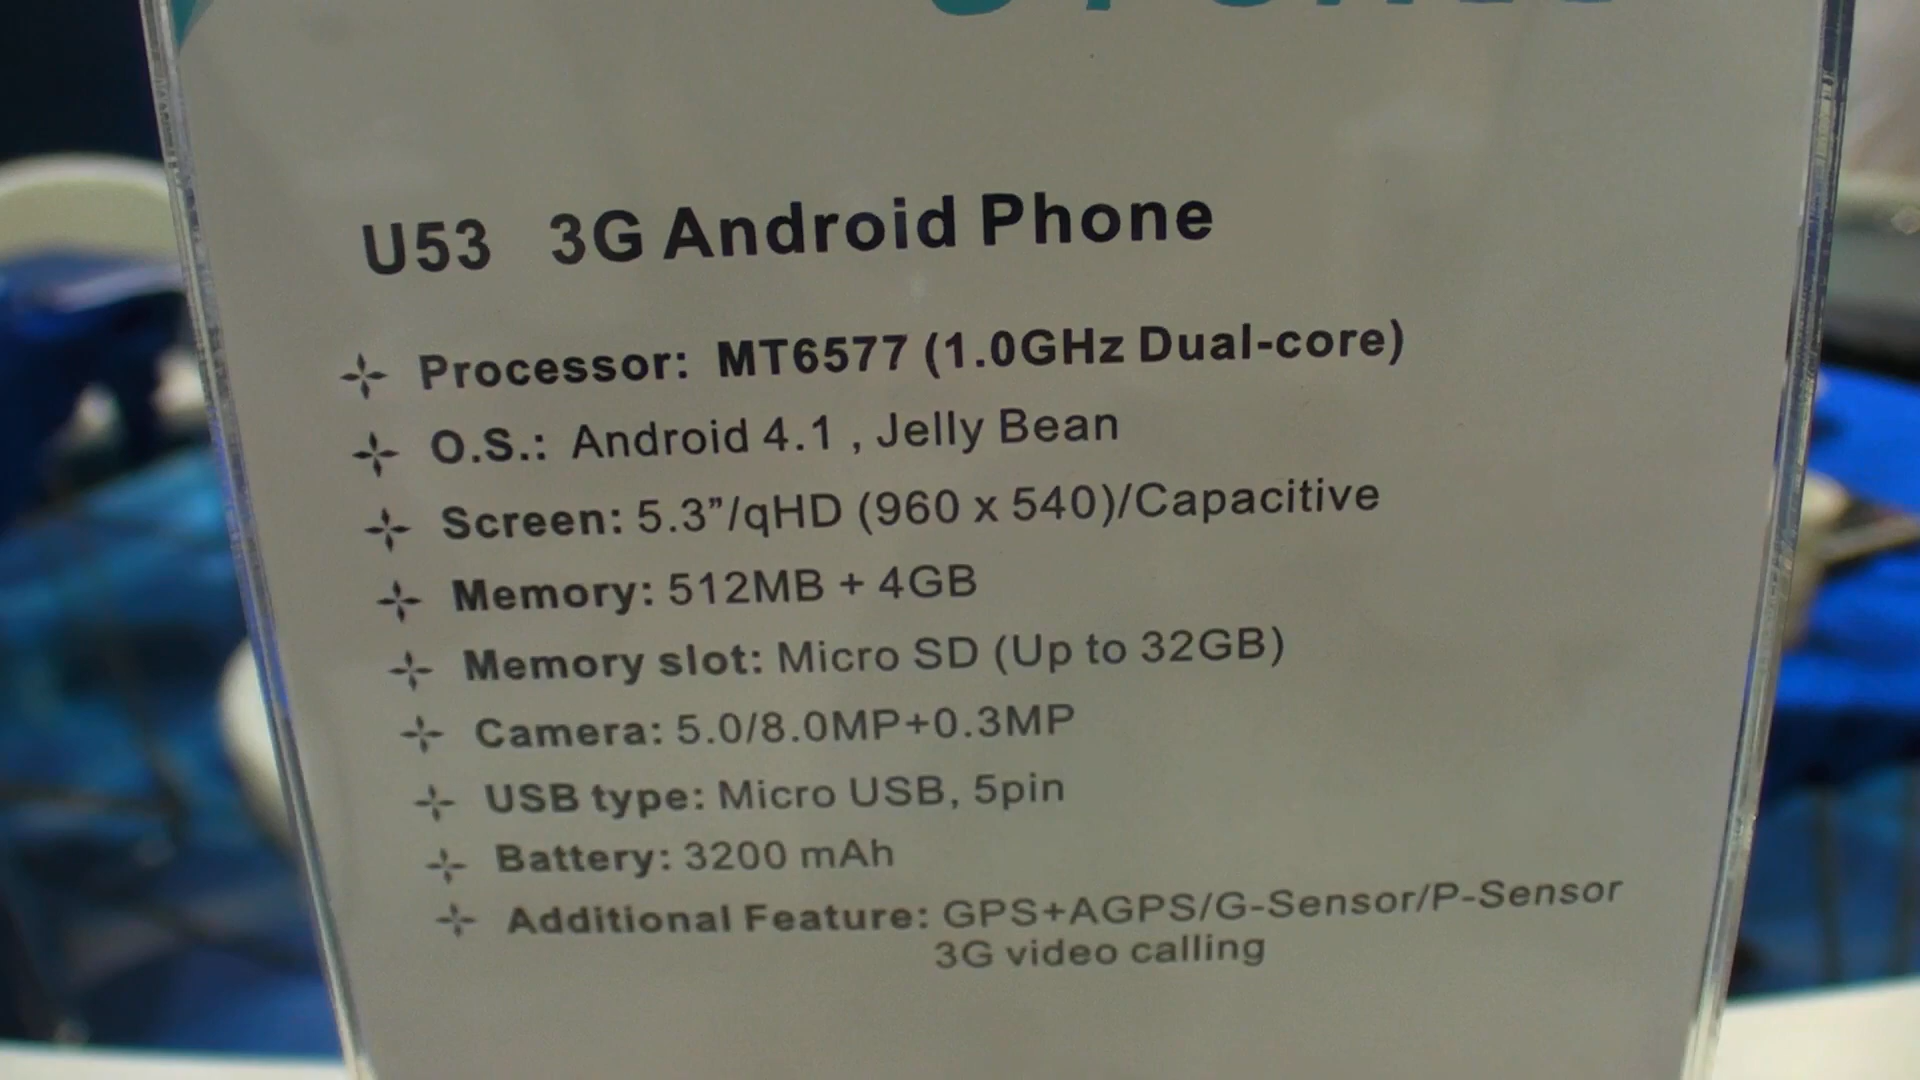 U53 3G Android Phone
Processor: MT6577 (1.0GHz Dual-core)
O.S.: Android 4.1 , Jelly Bean
Screen: 5.3”/qHD (960 x 540)/Capacitive
Memory: 512MB + 4GB
Memory slot: Micro SD (Up to 32GB)
Camera: 5.0/8.0MP+0.3MP
USB type: Micro USB, 5pin
Battery: 3200 mAh
Additional Feature: GPS+AGPS/G-Sensor/P-Sensor
3G video calling